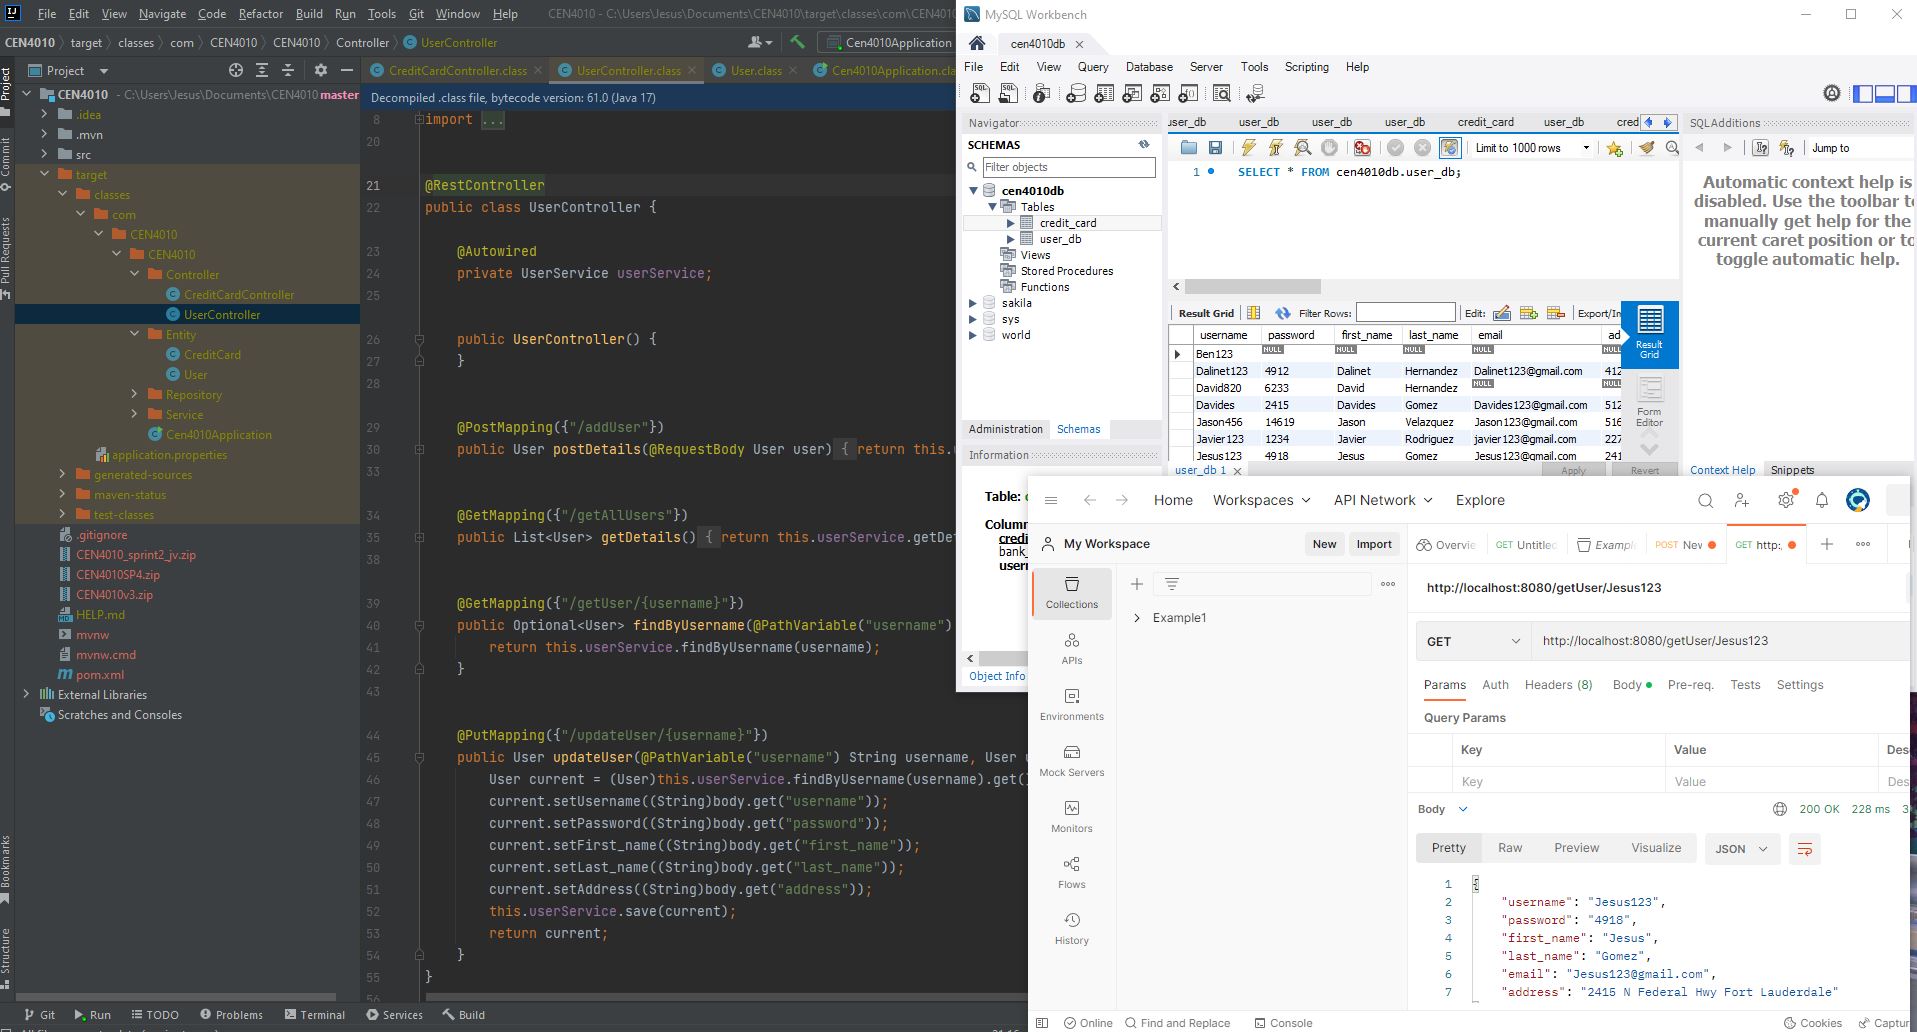 File Edit View Navigate Code Refactor Build Run Tools Git Window Help CEN4010 - C:\Users\Jesus\Documents\CEN4010\target\classes\com\CEN4010
CEN4010 target classes com CEN4010 CEN4010 Controller UserController Cen4010Application
Project
CreditCardController.class UserController.class User.class Cen4010Application.cla
CEN4010 - C:\Users\Jesus\Documents\CEN4010 master
.idea
.mvn
src
target
classes
com
CEN4010
CEN4010
Controller
CreditCardController
UserController
Entity
CreditCard
User
Repository
Service
Cen4010Application
application.properties
generated-sources
maven-status
test-classes
.gitignore
CEN4010_sprint2_jv.zip
CEN4010SP4.zip
CEN4010v3.zip
HELP.md
mvnw
mvnw.cmd
pom.xml
External Libraries
Scratches and Consoles
Project
Commit
Pull Requests
Bookmarks
Structure
Decompiled .class file, bytecode version: 61.0 (Java 17)
8 import ...
20
21 @RestController
22 public class UserController {
23 @Autowired
24 private UserService userService;
25
26 public UserController() {
27 }
28
29 @PostMapping({"/addUser"})
30 public User postDetails(@RequestBody User user) { return this.
33
34 @GetMapping({"/getAllUsers"})
35 public List<User> getDetails() { return this.userService.getDe
38
39 @GetMapping({"/getUser/{username}"})
40 public Optional<User> findByUsername(@PathVariable("username")
41 return this.userService.findByUsername(username);
42 }
43
44 @PutMapping({"/updateUser/{username}"})
45 public User updateUser(@PathVariable("username") String username, User
46 User current = (User)this.userService.findByUsername(username).get(
47 current.setUsername((String)body.get("username"));
48 current.setPassword((String)body.get("password"));
49 current.setFirst_name((String)body.get("first_name"));
50 current.setLast_name((String)body.get("last_name"));
51 current.setAddress((String)body.get("address"));
52 this.userService.save(current);
53 return current;
54 }
55 }
56
Git Run TODO Problems Terminal Services Build
MySQL Workbench
cen4010db
File Edit View Query Database Server Tools Scripting Help
Navigator
SCHEMAS
Filter objects
cen4010db
Tables
credit_card
user_db
Views
Stored Procedures
Functions
sakila
sys
world
Administration Schemas
Information
Table:
Column
credi
bank_
usern
Object Info
user_db user_db user_db user_db credit_card user_db cred
Limit to 1000 rows
1 SELECT * FROM cen4010db.user_db;
Result Grid Filter Rows: Edit: Export/Im
username password first_name last_name email ad
Ben123 NULL NULL NULL NULL NULL
Dalinet123 4912 Dalinet Hernandez Dalinet123@gmail.com 412
David820 6233 David Hernandez NULL NULL
Davides 2415 Davides Gomez Davides123@gmail.com 512
Jason456 14619 Jason Velazquez Jason123@gmail.com 516
Javier123 1234 Javier Rodriguez javier123@gmail.com 227
Jesus123 4918 Jesus Gomez Jesus123@gmail.com 241
Result Grid
Form Editor
user_db 1 Apply Revert
SQLAdditions
Jump to
Automatic context help is
disabled. Use the toolbar to
manually get help for the
current caret position or to
toggle automatic help.
Context Help Snippets
Home Workspaces API Network Explore
My Workspace New Import
Overvie GET Untitled Example POST New GET http:.
Collections
APIs
Environments
Mock Servers
Monitors
Flows
History
Example1
http://localhost:8080/getUser/Jesus123
GET http://localhost:8080/getUser/Jesus123
Params Auth Headers (8) Body Pre-req. Tests Settings
Query Params
Key Value Desc
Key Value Des
Body 200 OK 228 ms
Pretty Raw Preview Visualize JSON
1 {
2 "username": "Jesus123",
3 "password": "4918",
4 "first_name": "Jesus",
5 "last_name": "Gomez",
6 "email": "Jesus123@gmail.com",
7 "address": "2415 N Federal Hwy Fort Lauderdale"
Online Find and Replace Console Cookies Captur